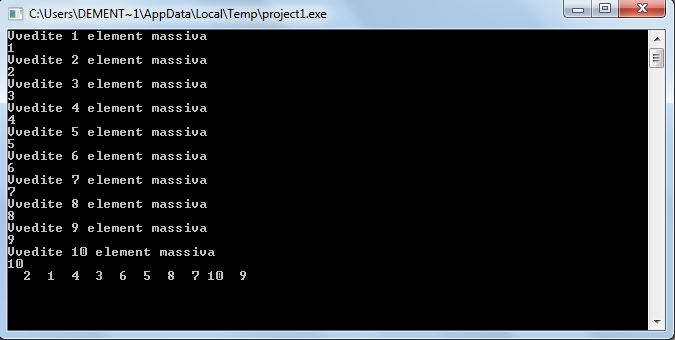 C:\Users\DEMENT~1\AppData\Local\Temp\project1.exe
Vvedite 1 element massiva
1
Vvedite 2 element massiva
2
Vvedite 3 element massiva
3
Vvedite 4 element massiva
4
Vvedite 5 element massiva
5
Vvedite 6 element massiva
6
Vvedite 7 element massiva
7
Vvedite 8 element massiva
8
Vvedite 9 element massiva
9
Vvedite 10 element massiva
10
  2  1  4  3  6  5  8  7 10  9